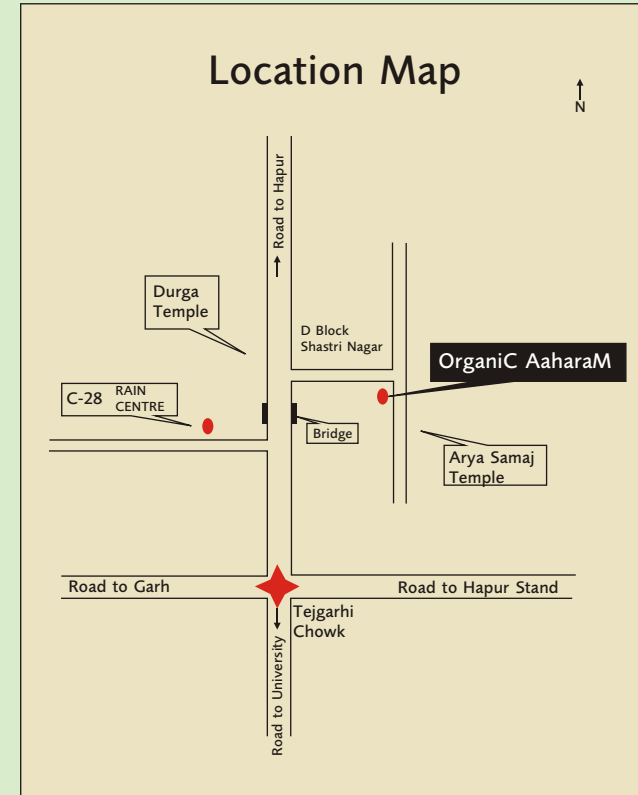 Location Map
N
Road to Hapur
Durga
Temple
D Block
Shastri Nagar
OrganiC AaharaM
C-28 RAIN
CENTRE
Bridge
Arya Samaj
Temple
Road to Garh
Road to Hapur Stand
Tejgarhi
Chowk
Road to University